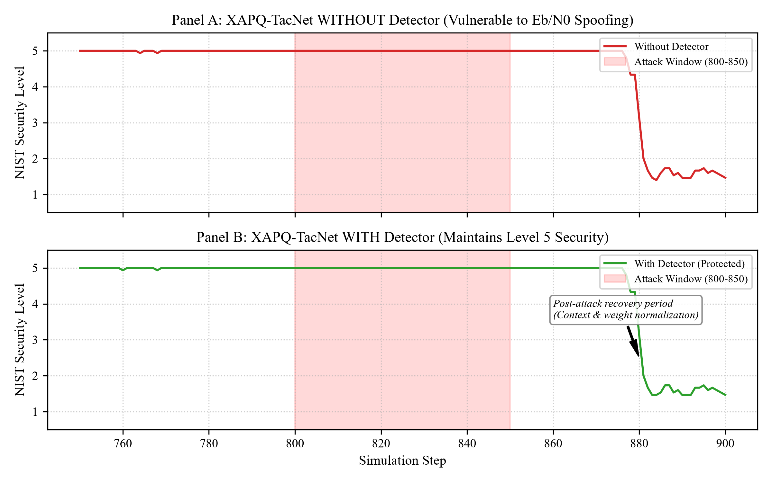 Panel A: XAPQ-TacNet WITHOUT Detector (Vulnerable to Eb/N0 Spoofing)
NIST Security Level
5
4
3
2
1
Without Detector
Attack Window (800-850)
Panel B: XAPQ-TacNet WITH Detector (Maintains Level 5 Security)
NIST Security Level
5
4
3
2
1
With Detector (Protected)
Attack Window (800-850)
Post-attack recovery period
(Context & weight normalization)
760 780 800 820 840 860 880 900
Simulation Step